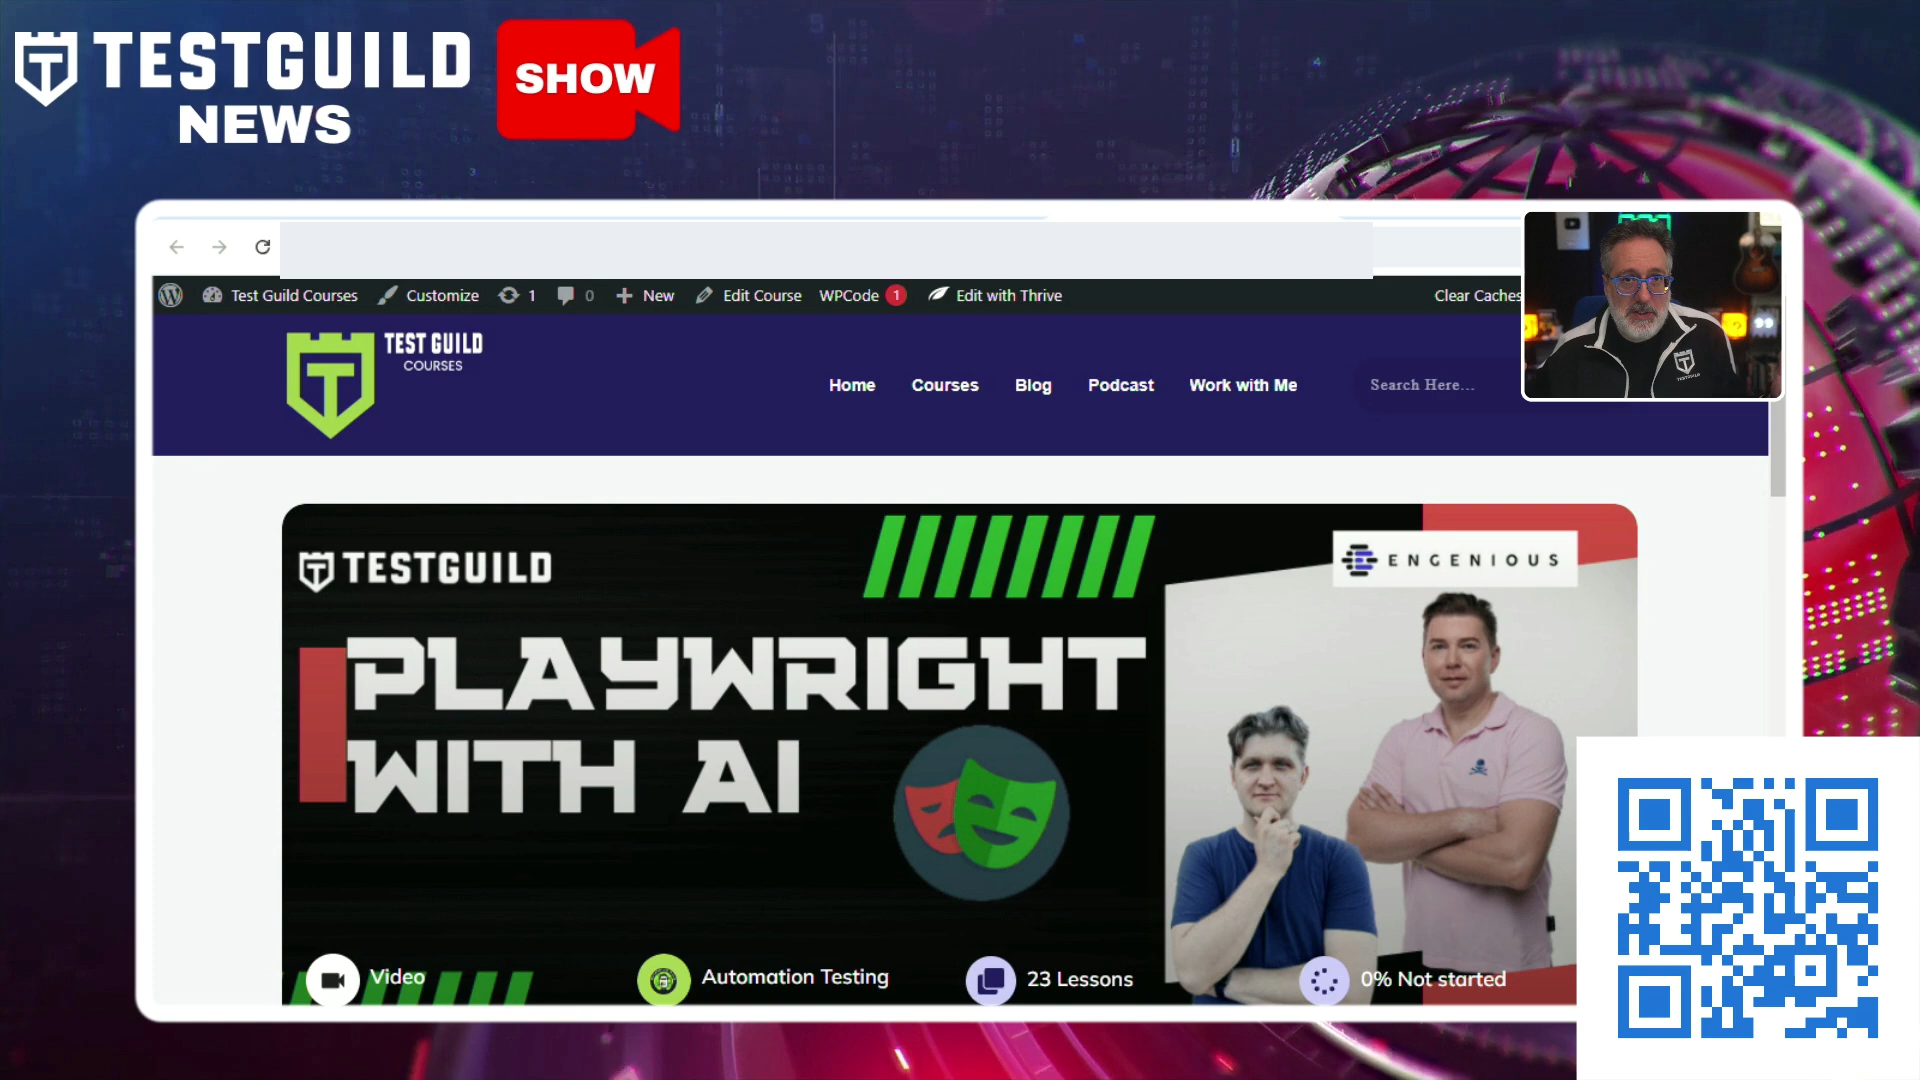 TESTGUILD
NEWS
SHOW
Test Guild Courses
Customize
1
0
New
Edit Course
WPCode 1
Edit with Thrive
Clear Caches
TEST GUILD
COURSES
Home
Courses
Blog
Podcast
Work with Me
Search Here...
TESTGUILD
ENGENIOUS
PLAYWRIGHT
WITH AI
Video
Automation Testing
23 Lessons
0% Not started